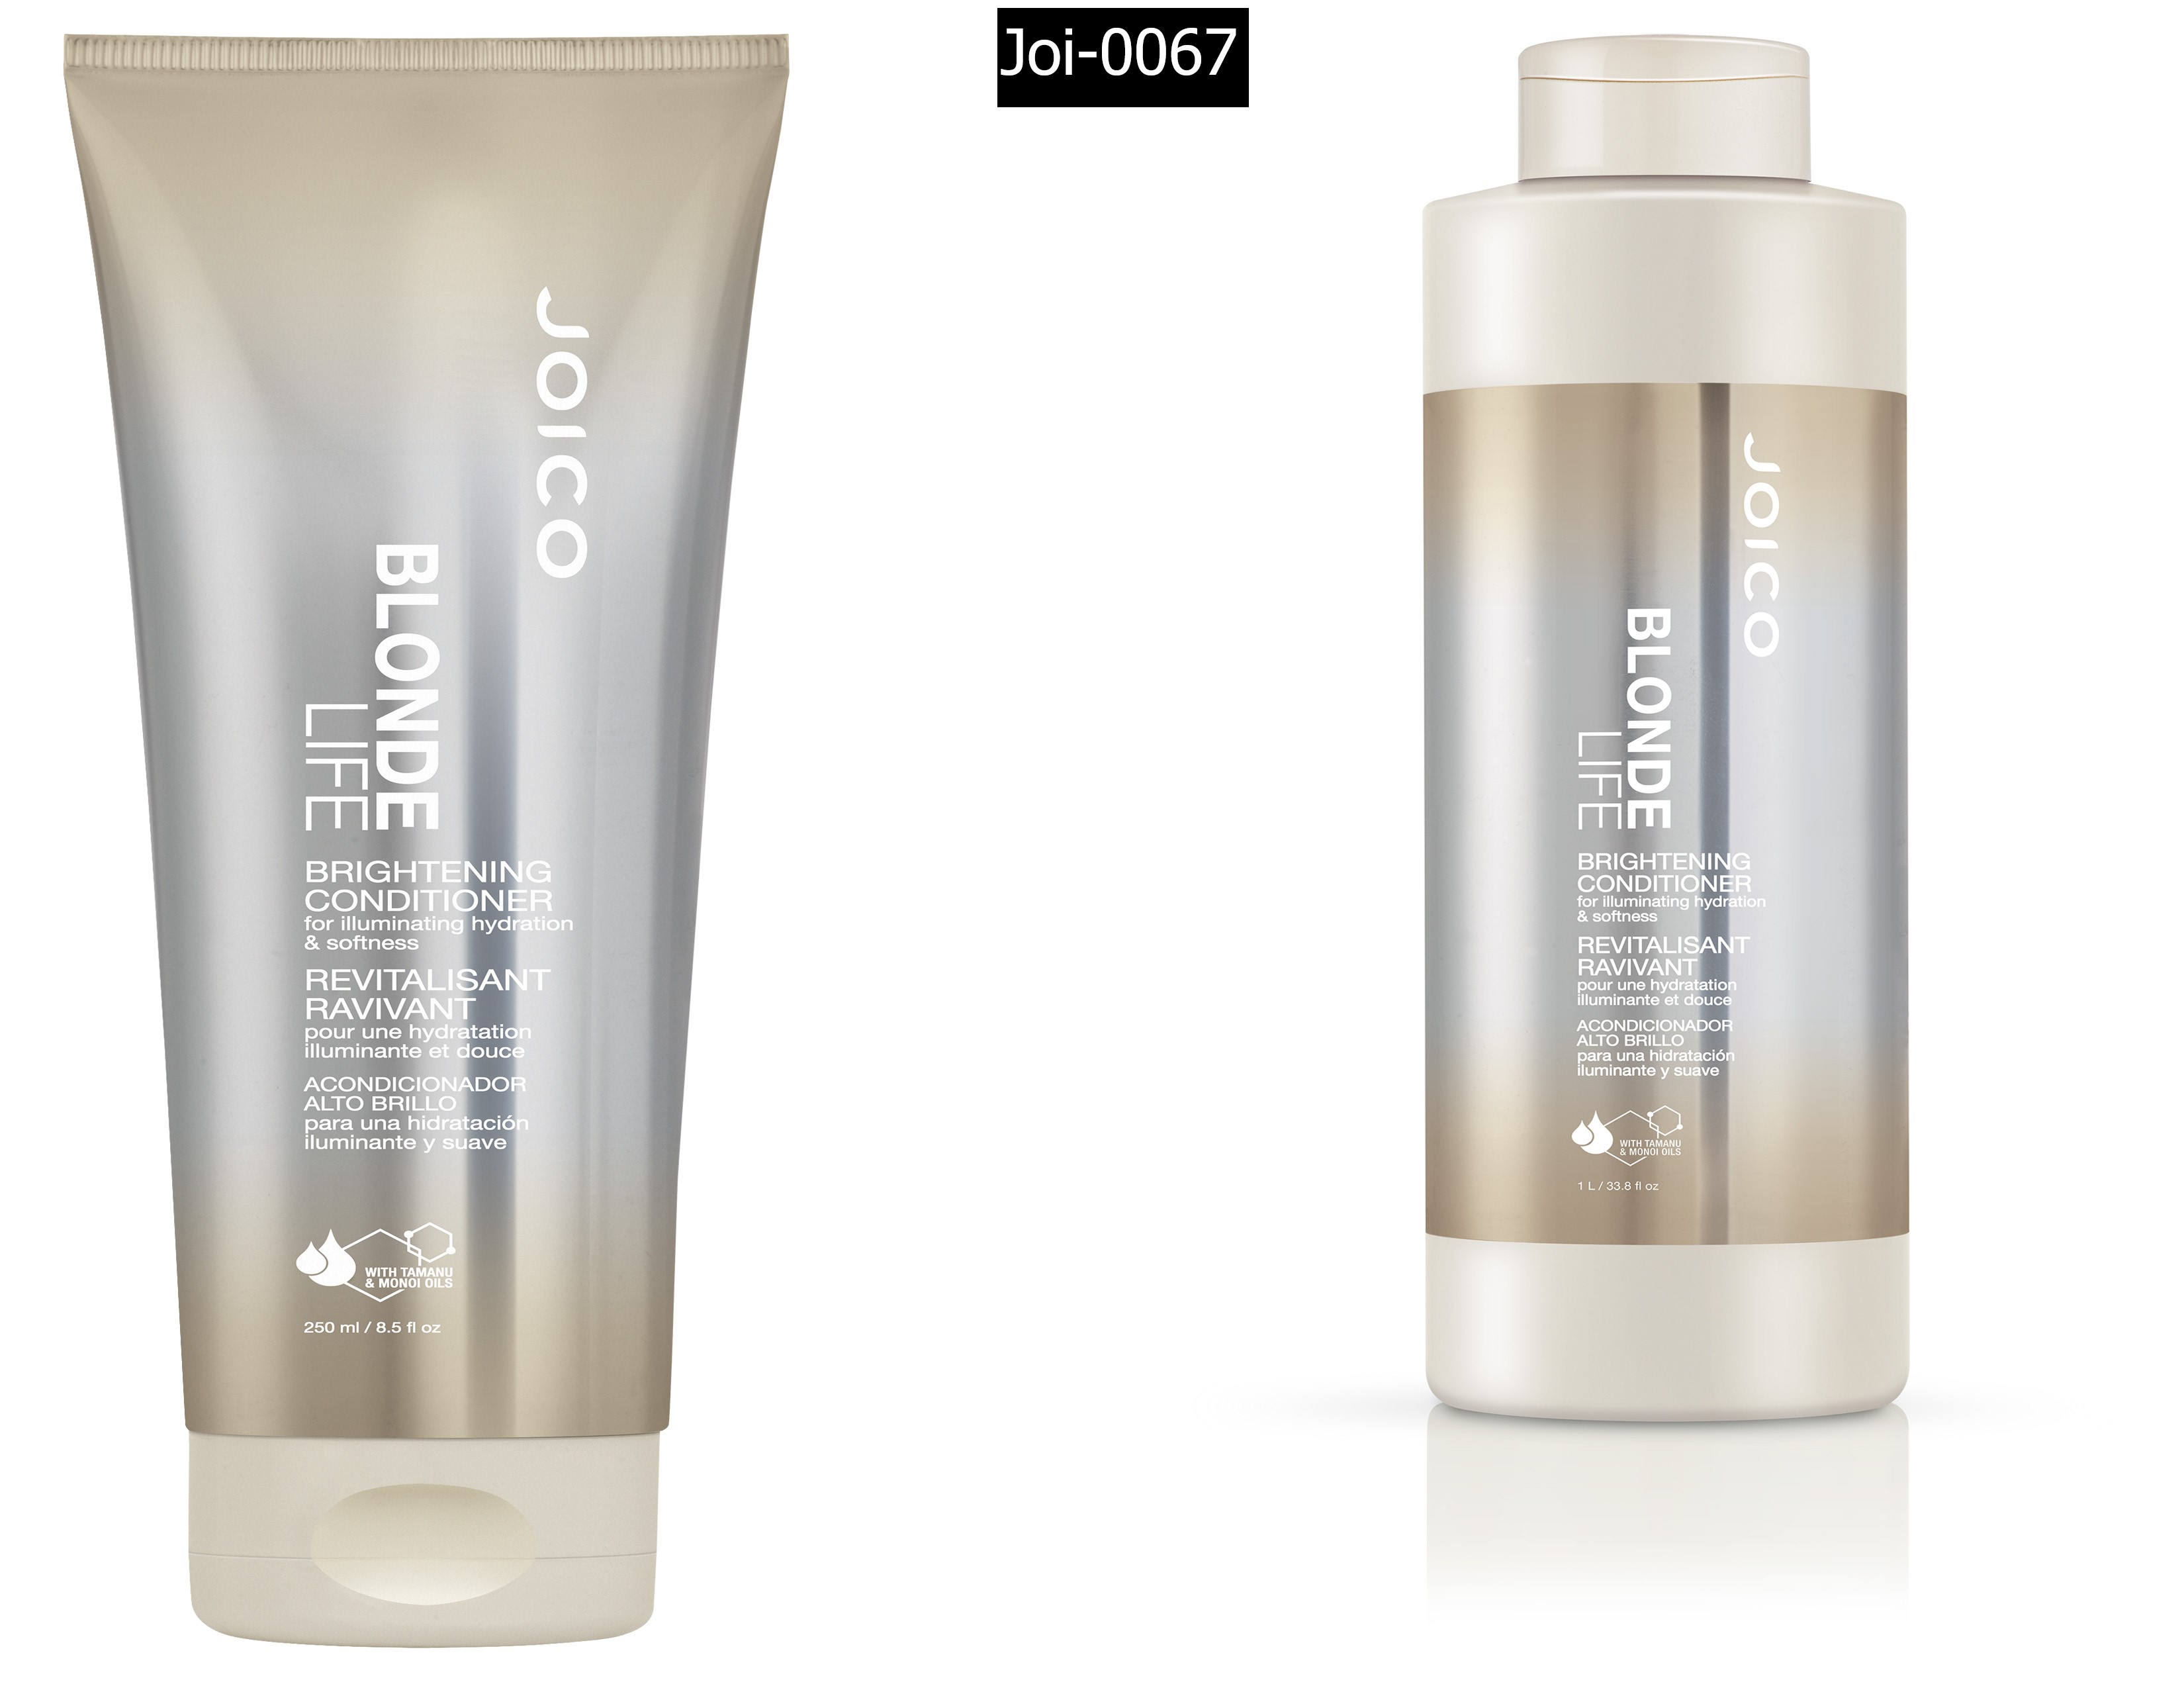 Joi-0067
JOICO
BLONDE
LIFE
BRIGHTENING
CONDITIONER
for illuminating hydration
& softness
REVITALISANT
RAVIVANT
pour une hydratation
illuminante et douce
ACONDICIONADOR
ALTO BRILLO
para una hidratación
iluminante y suave
WITH TAMANU
& MONOI OILS
250 ml / 8.5 fl oz
JOICO
BLONDE
LIFE
BRIGHTENING
CONDITIONER
for illuminating hydration
& softness
REVITALISANT
RAVIVANT
pour une hydratation
illuminante et douce
ACONDICIONADOR
ALTO BRILLO
para una hidratación
iluminante y suave
WITH TAMANU
& MONOI OILS
1 L / 33.8 fl oz